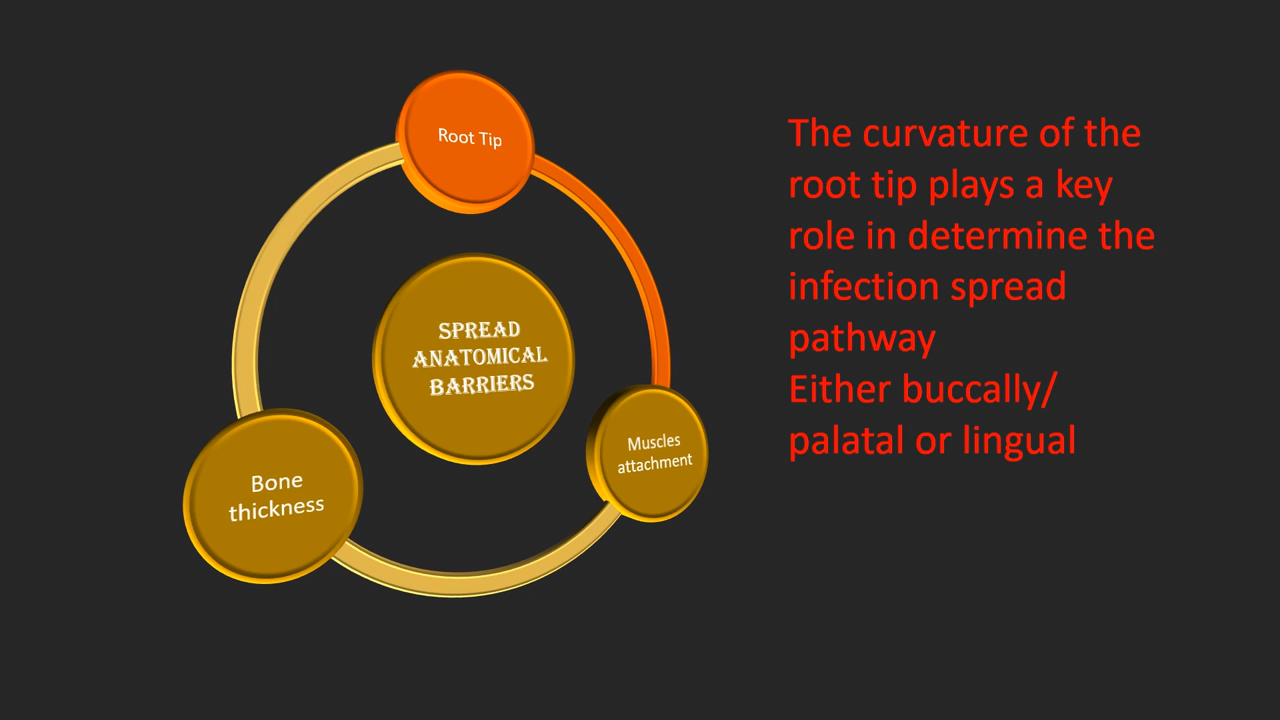 Root Tip
SPREAD
ANATOMICAL
BARRIERS
Muscles
attachment
Bone
thickness
The curvature of the
root tip plays a key
role in determine the
infection spread
pathway
Either buccally/
palatal or lingual